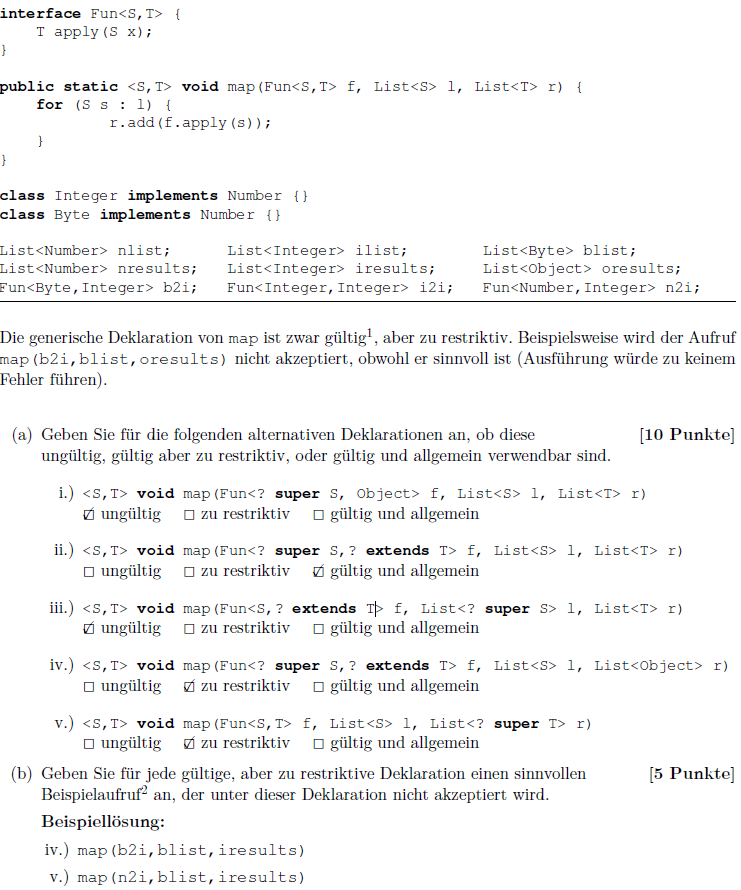 interface Fun<S,T> {
T apply(S x);
}
public static <S,T> void map(Fun<S,T> f, List<S> l, List<T> r) {
for (S s : l) {
r.add(f.apply(s));
}
}
class Integer implements Number {}
class Byte implements Number {}
List<Number> nlist; List<Integer> ilist; List<Byte> blist;
List<Number> nresults; List<Integer> iresults; List<Object> oresults;
Fun<Byte,Integer> b2i; Fun<Integer,Integer> i2i; Fun<Number,Integer> n2i;
Die generische Deklaration von map ist zwar gültig¹, aber zu restriktiv. Beispielsweise wird der Aufruf
map(b2i,blist,oresults) nicht akzeptiert, obwohl er sinnvoll ist (Ausführung würde zu keinem
Fehler führen).
(a) Geben Sie für die folgenden alternativen Deklarationen an, ob diese [10 Punkte]
ungültig, gültig aber zu restriktiv, oder gültig und allgemein verwendbar sind.
i.) <S,T> void map(Fun<? super S, Object> f, List<S> l, List<T> r)
☑ ungültig □ zu restriktiv □ gültig und allgemein
ii.) <S,T> void map(Fun<? super S,? extends T> f, List<S> l, List<T> r)
□ ungültig □ zu restriktiv ☑ gültig und allgemein
iii.) <S,T> void map(Fun<S,? extends T> f, List<? super S> l, List<T> r)
☑ ungültig □ zu restriktiv □ gültig und allgemein
iv.) <S,T> void map(Fun<? super S,? extends T> f, List<S> l, List<Object> r)
□ ungültig ☑ zu restriktiv □ gültig und allgemein
v.) <S,T> void map(Fun<S,T> f, List<S> l, List<? super T> r)
□ ungültig ☑ zu restriktiv □ gültig und allgemein
(b) Geben Sie für jede gültige, aber zu restriktive Deklaration einen sinnvollen [5 Punkte]
Beispielaufruf² an, der unter dieser Deklaration nicht akzeptiert wird.
Beispiellösung:
iv.) map(b2i,blist,iresults)
v.) map(n2i,blist,iresults)